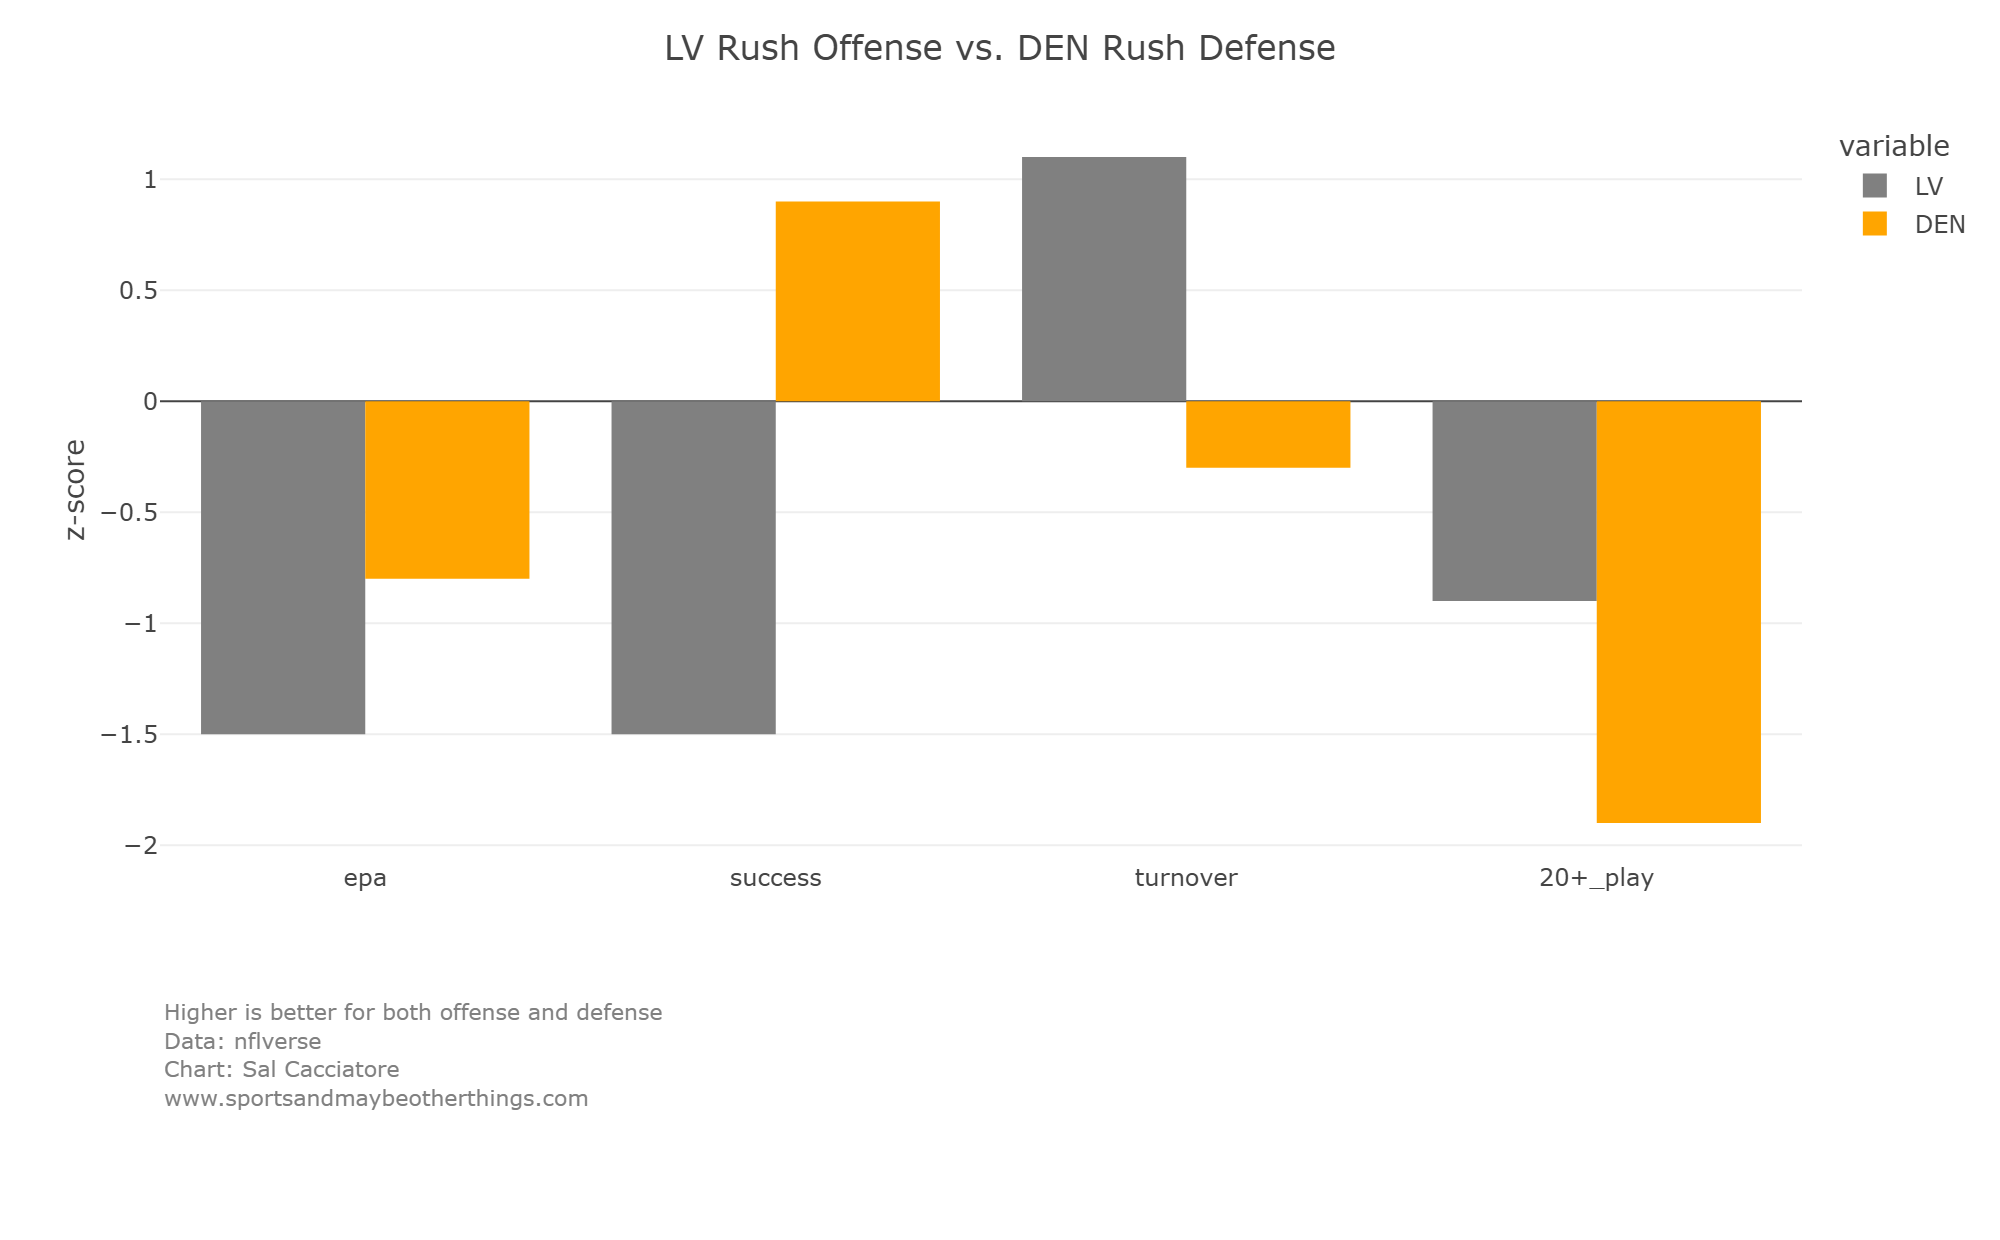 LV Rush Offense vs. DEN Rush Defense
variable
LV
DEN
1
0.5
0
−0.5
−1
−1.5
−2
z-score
epa
success
turnover
20+_play
Higher is better for both offense and defense
Data: nflverse
Chart: Sal Cacciatore
www.sportsandmaybeotherthings.com